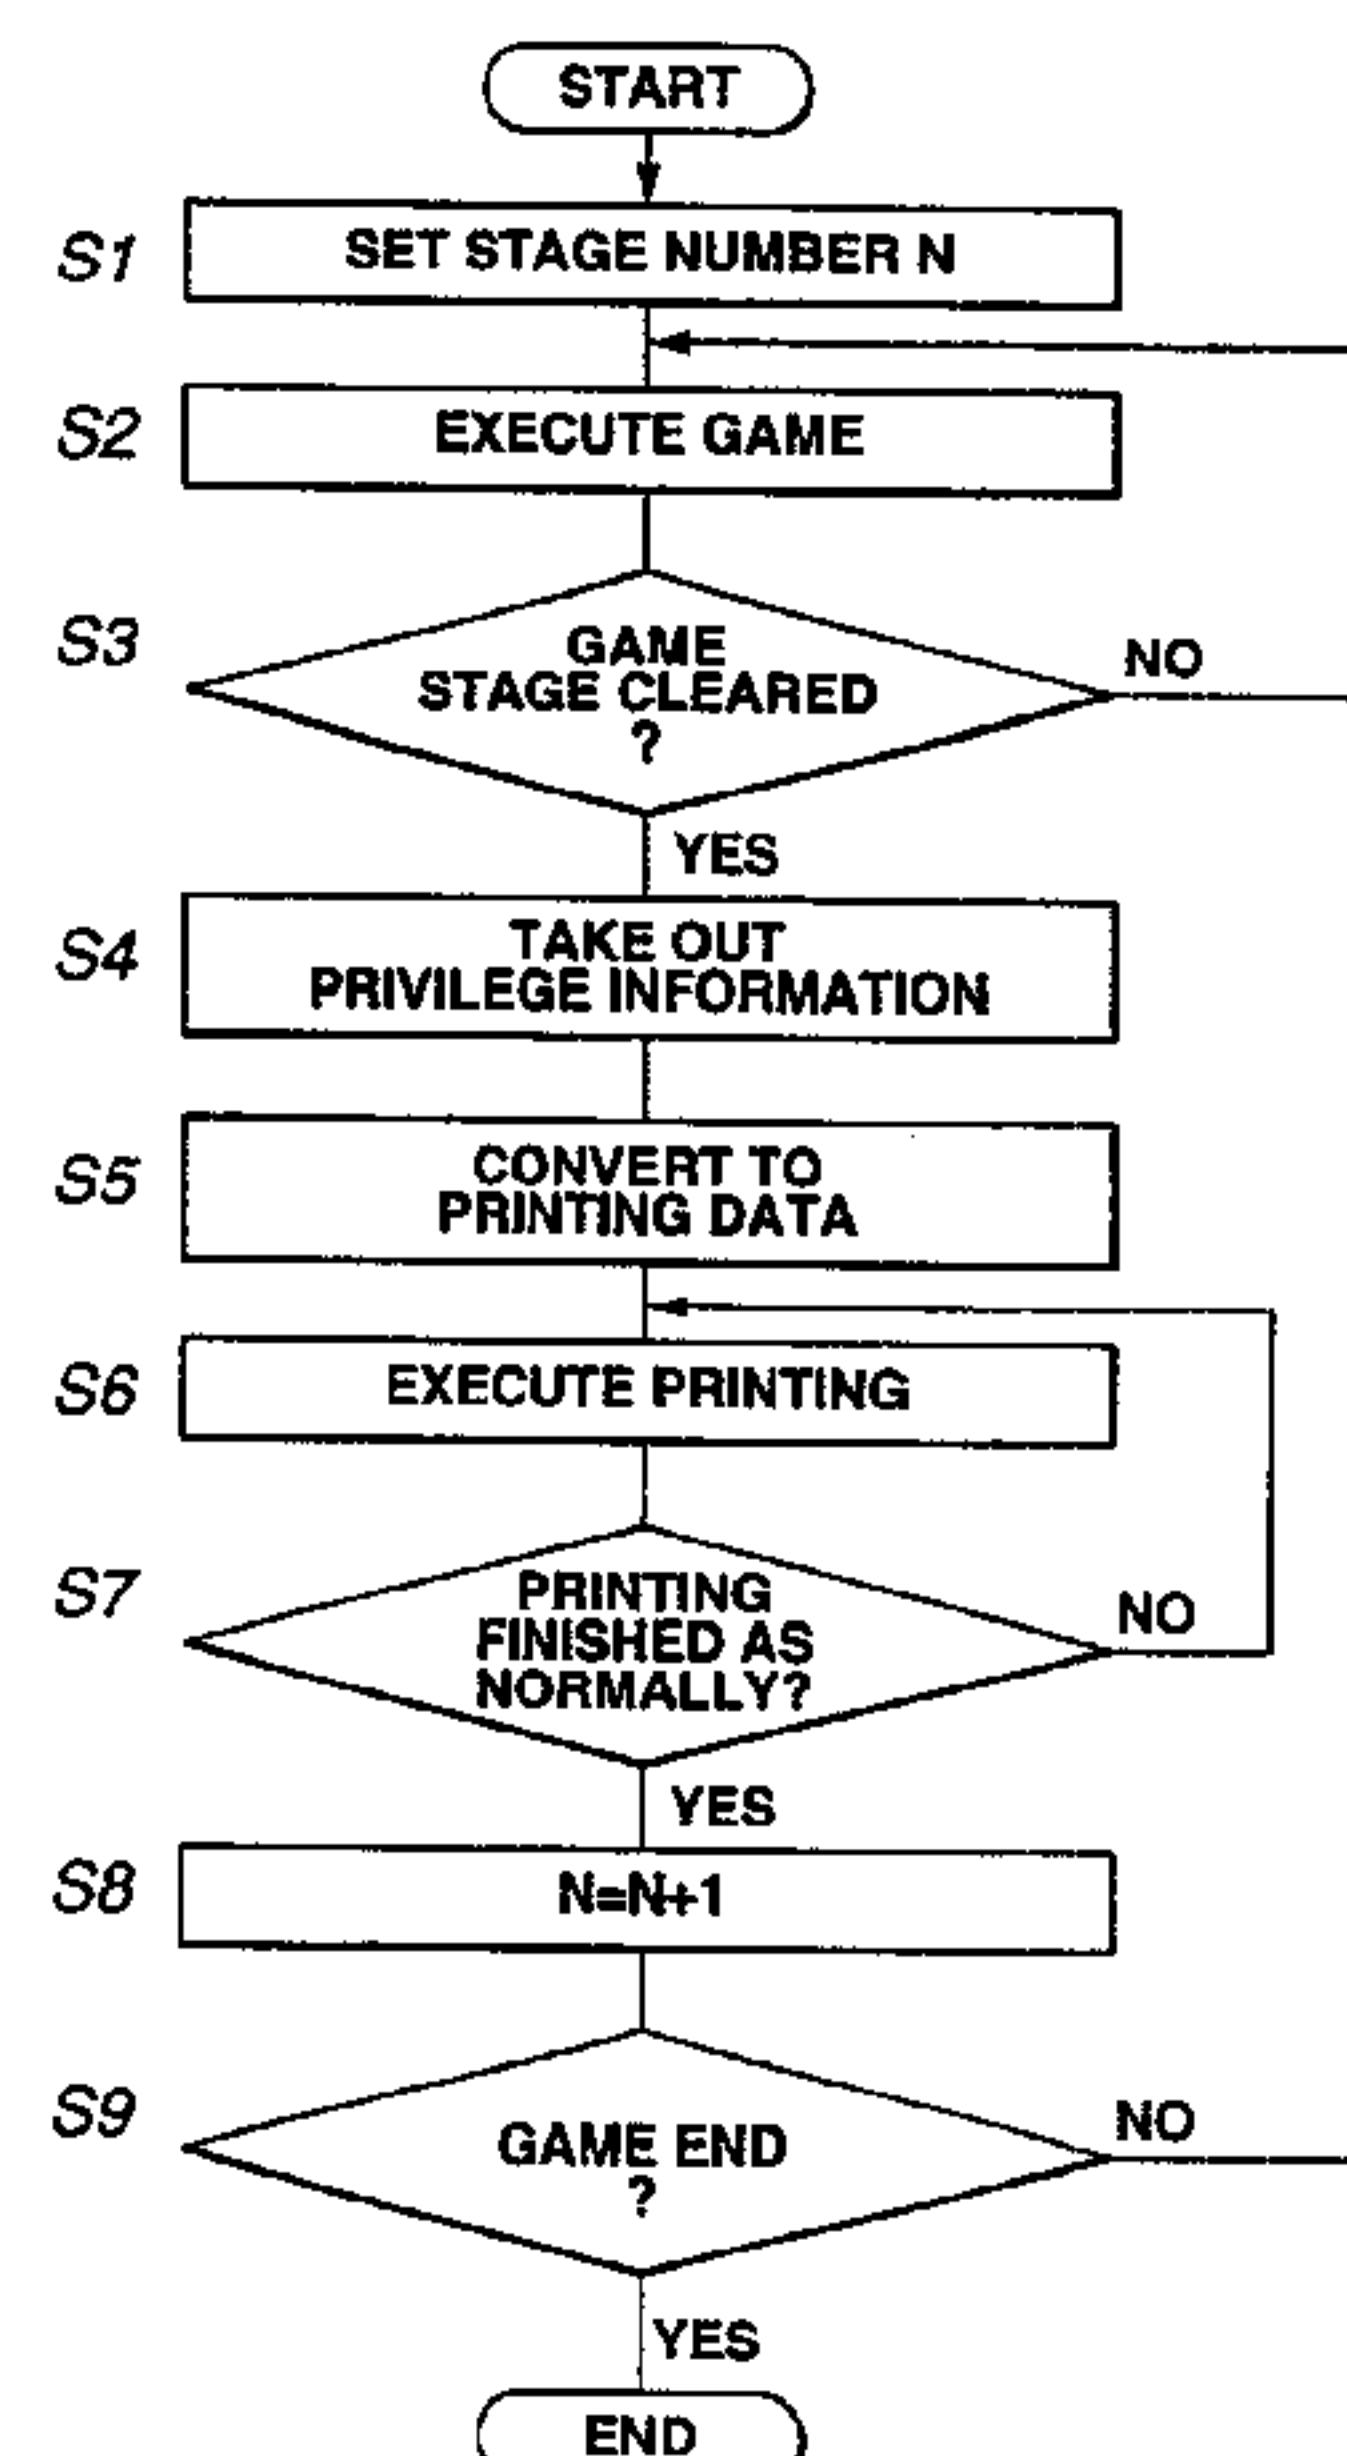 START
S1
SET STAGE NUMBER N
S2
EXECUTE GAME
S3
GAME
STAGE CLEARED
?
NO
YES
S4
TAKE OUT
PRIVILEGE INFORMATION
S5
CONVERT TO
PRINTING DATA
S6
EXECUTE PRINTING
S7
PRINTING
FINISHED AS
NORMALLY?
NO
YES
S8
N=N+1
S9
GAME END
?
NO
YES
END